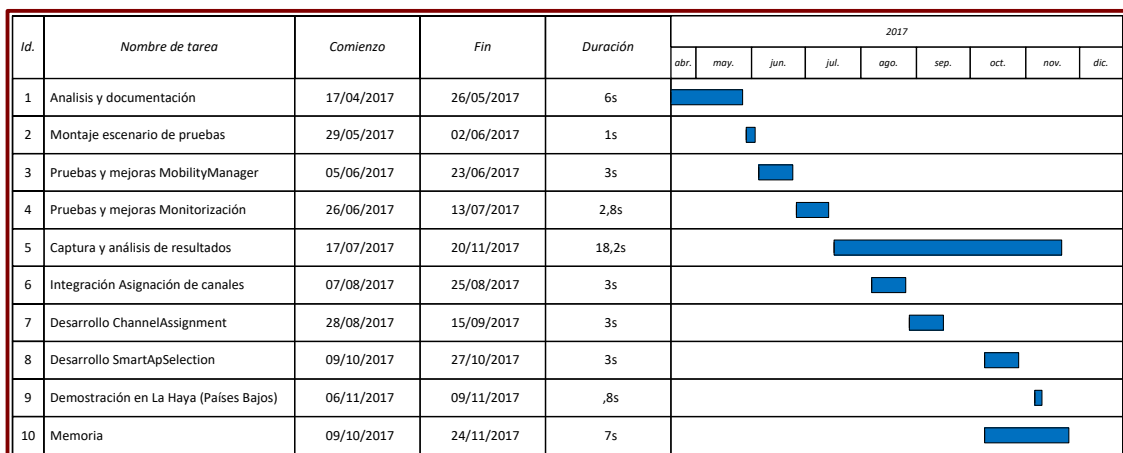 Id. Nombre de tarea Comienzo Fin Duración 2017
abr. may. jun. jul. ago. sep. oct. nov. dic.
1 Analisis y documentación 17/04/2017 26/05/2017 6s
2 Montaje escenario de pruebas 29/05/2017 02/06/2017 1s
3 Pruebas y mejoras MobilityManager 05/06/2017 23/06/2017 3s
4 Pruebas y mejoras Monitorización 26/06/2017 13/07/2017 2,8s
5 Captura y análisis de resultados 17/07/2017 20/11/2017 18,2s
6 Integración Asignación de canales 07/08/2017 25/08/2017 3s
7 Desarrollo ChannelAssignment 28/08/2017 15/09/2017 3s
8 Desarrollo SmartApSelection 09/10/2017 27/10/2017 3s
9 Demostración en La Haya (Países Bajos) 06/11/2017 09/11/2017 ,8s
10 Memoria 09/10/2017 24/11/2017 7s